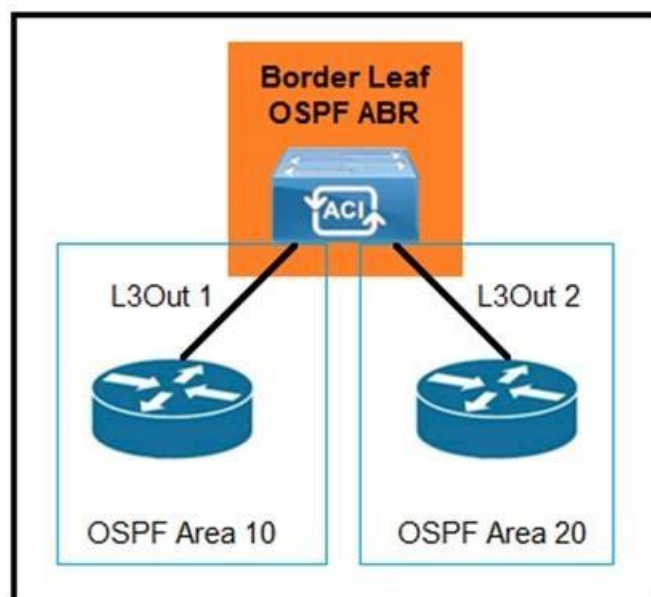 Border Leaf
OSPF ABR
ACI
L3Out 1
L3Out 2
OSPF Area 10
OSPF Area 20